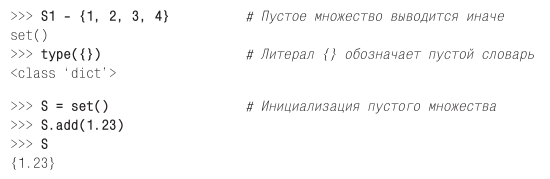 >>> S1 - {1, 2, 3, 4} # Пустое множество выводится иначе
set()
>>> type({}) # Литерал {} обозначает пустой словарь
<class ‘dict’>
>>> S = set() # Инициализация пустого множества
>>> S.add(1.23)
>>> S
{1.23}